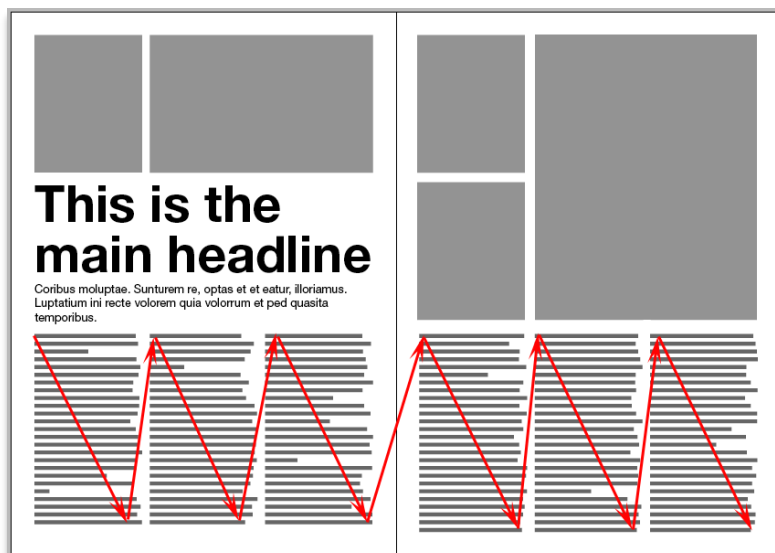 This is the
main headline
Coribus moluptae. Sunturem re, optas et et eatur, illoriamus.
Luptatium ini recte volorem quia volorrum et ped quasita
temporibus.